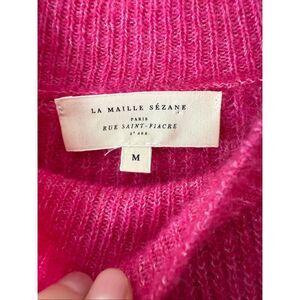 LA MAILLE SÉZANE
PARIS
RUE SAINT-FIACRE
2e ARR.
M